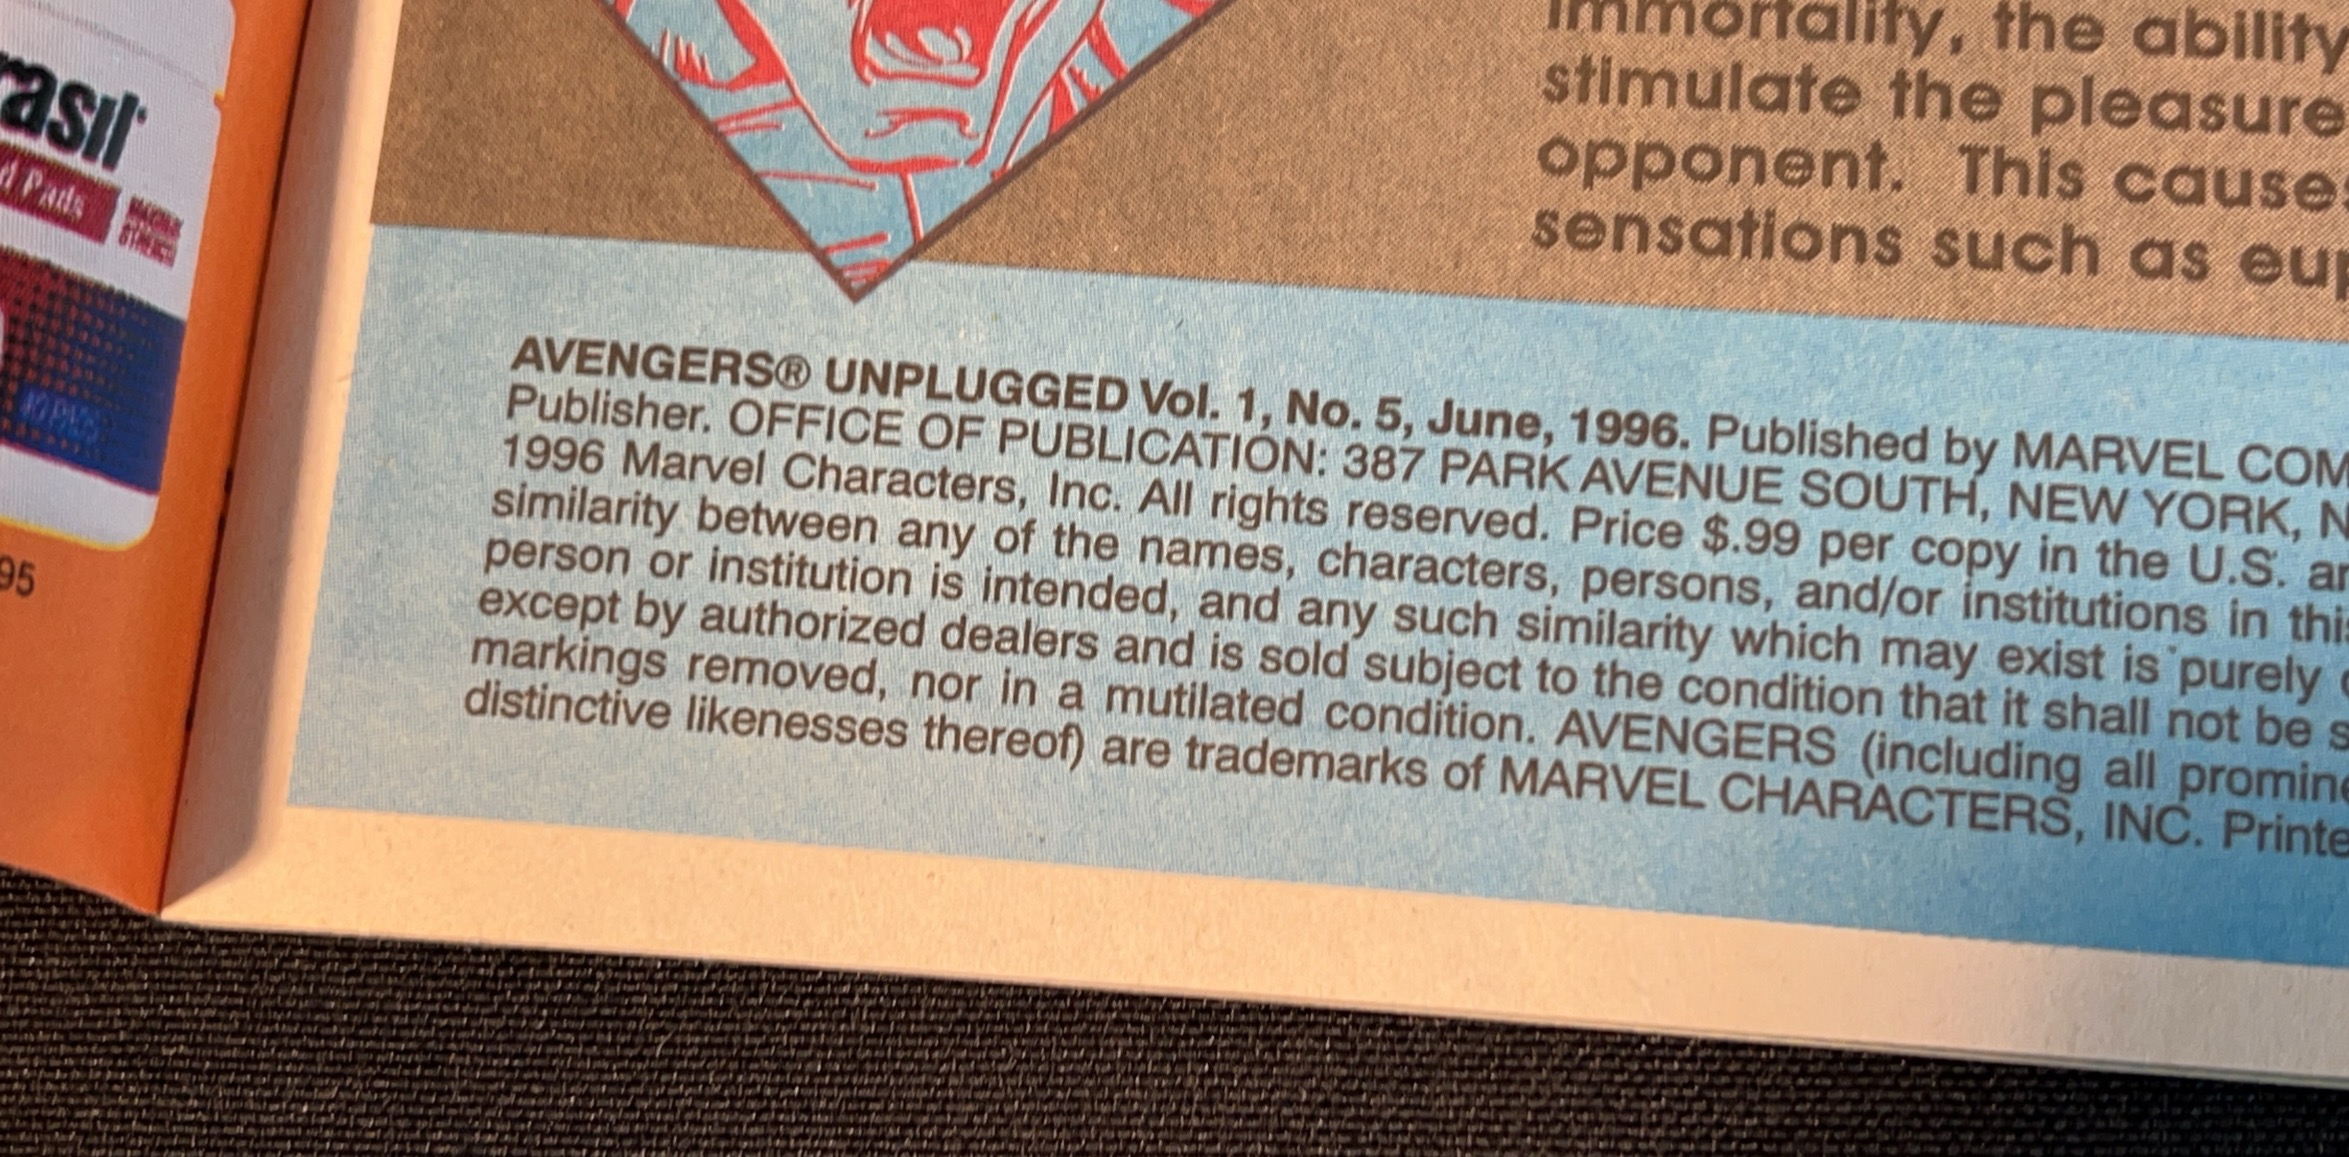 rasil
d Pads
95
immortality, the ability
stimulate the pleasure
opponent. This cause
sensations such as eup
AVENGERS® UNPLUGGED Vol. 1, No. 5, June, 1996. Published by MARVEL COM
Publisher. OFFICE OF PUBLICATION: 387 PARK AVENUE SOUTH, NEW YORK, N
1996 Marvel Characters, Inc. All rights reserved. Price $.99 per copy in the U.S. an
similarity between any of the names, characters, persons, and/or institutions in thi
person or institution is intended, and any such similarity which may exist is purely c
except by authorized dealers and is sold subject to the condition that it shall not be s
markings removed, nor in a mutilated condition. AVENGERS (including all promine
distinctive likenesses thereof) are trademarks of MARVEL CHARACTERS, INC. Printe